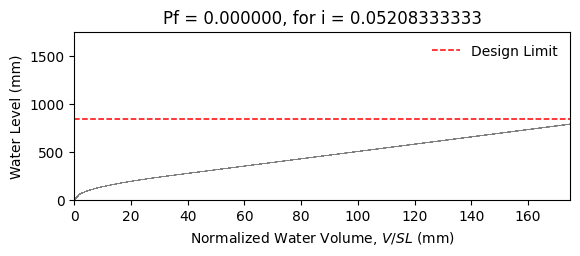 Pf = 0.000000, for i = 0.05208333333
Water Level (mm)
1500
1000
500
0
Design Limit
0 20 40 60 80 100 120 140 160
Normalized Water Volume, V/SL (mm)